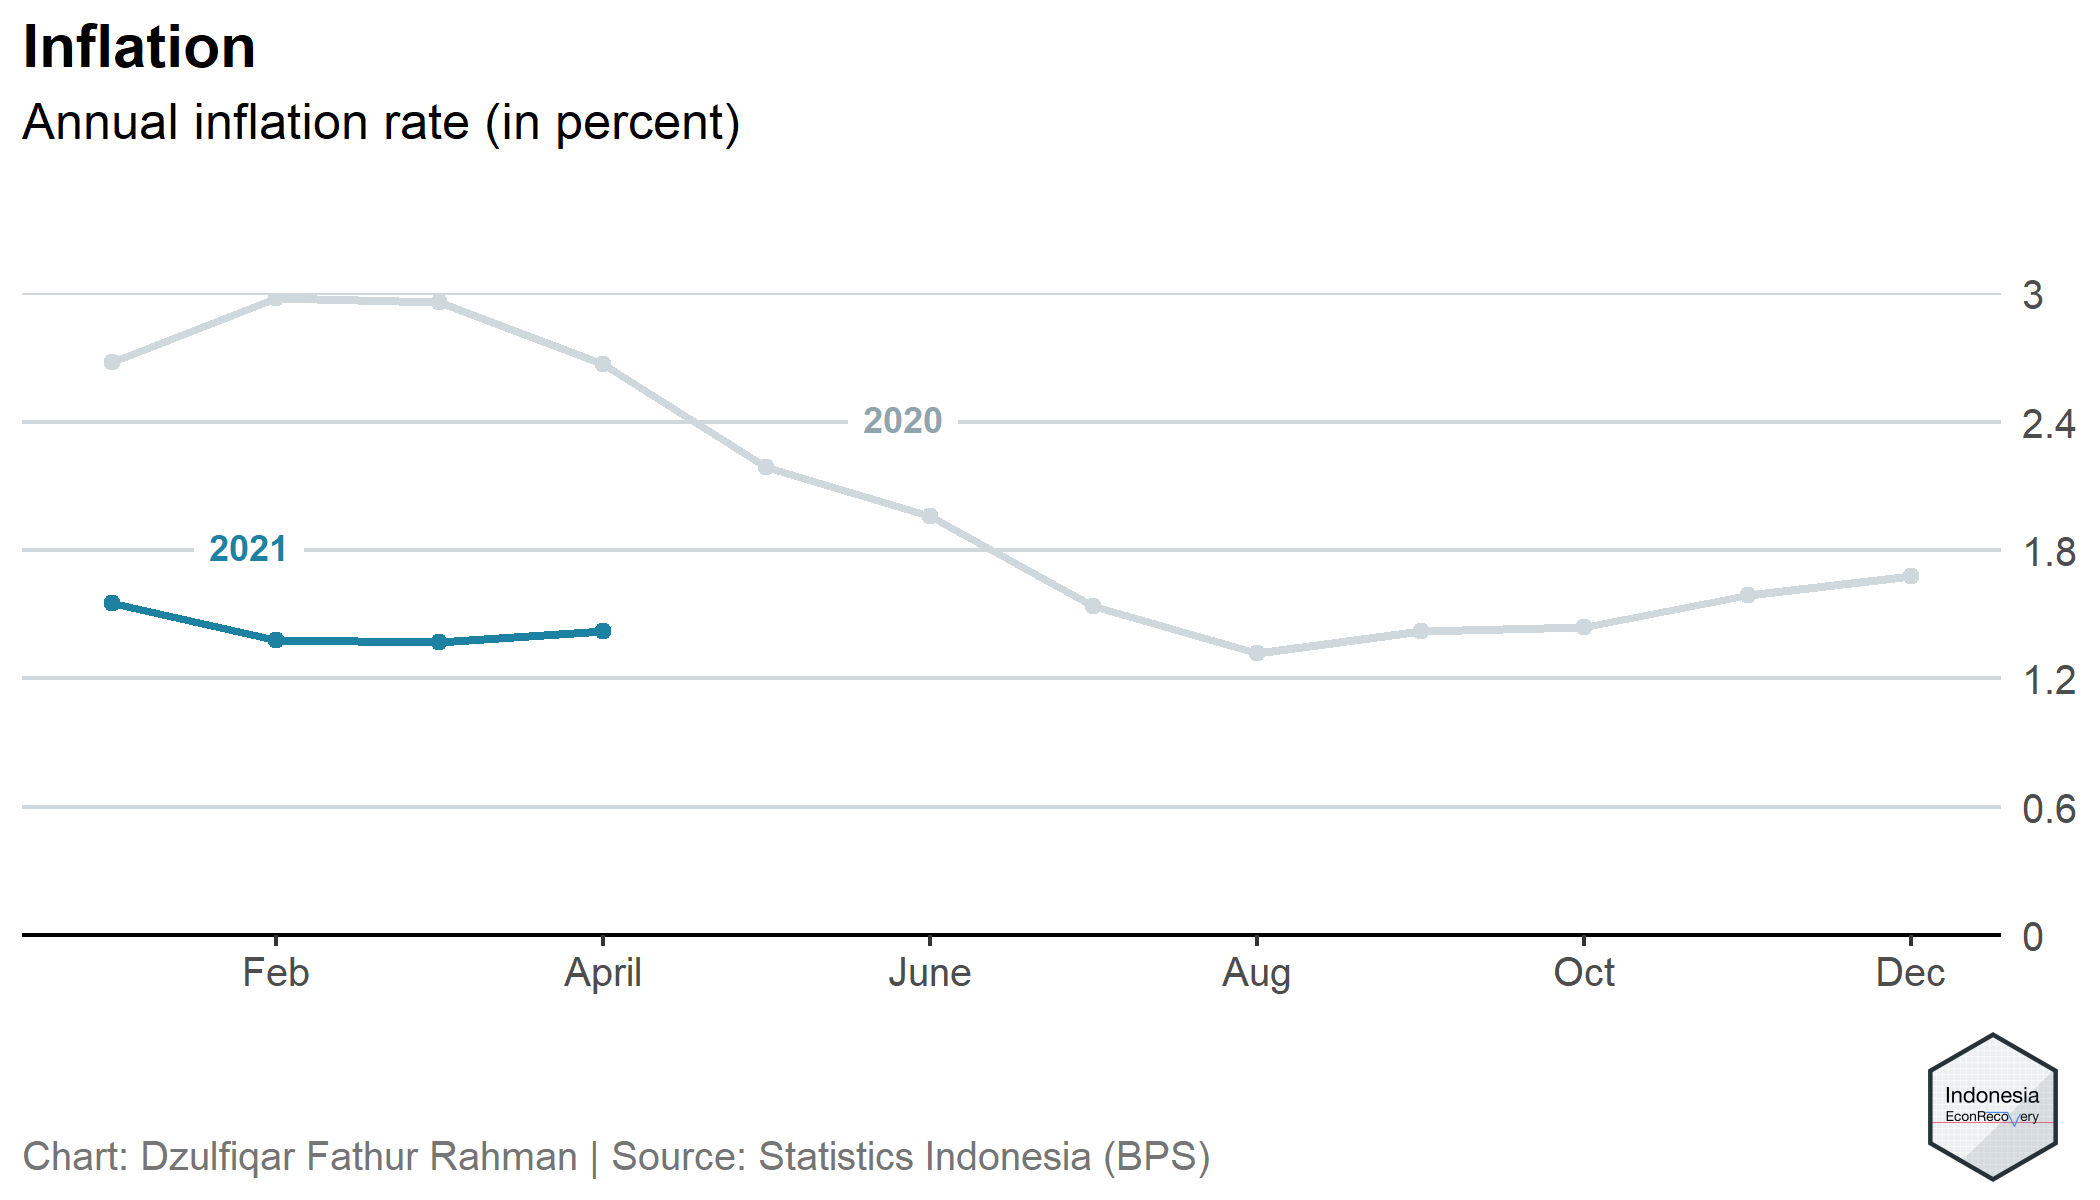 Inflation
Annual inflation rate (in percent)
3
2020
2.4
2021
1.8
1.2
0.6
0
Feb April June Aug Oct Dec
Indonesia
EconRecovery
Chart: Dzulfiqar Fathur Rahman | Source: Statistics Indonesia (BPS)